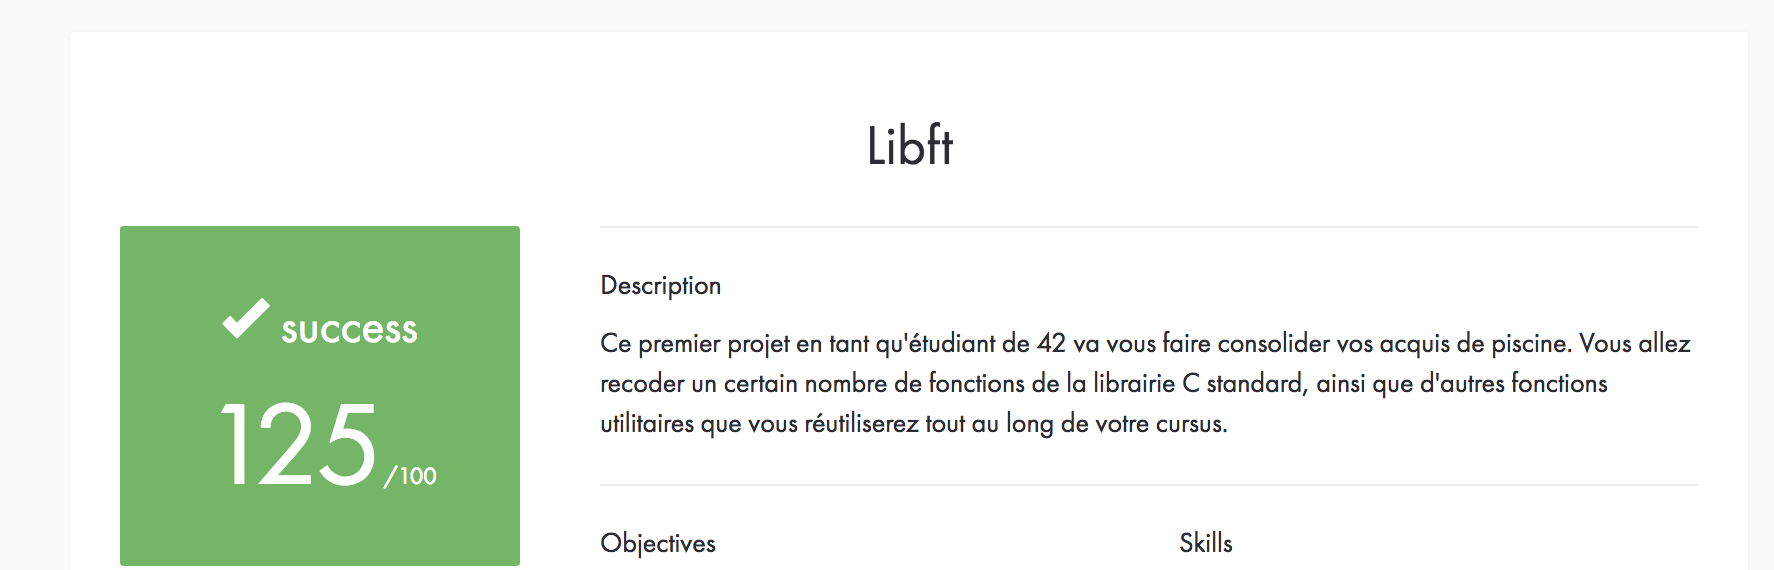 Libft
success
125/100
Description
Ce premier projet en tant qu'étudiant de 42 va vous faire consolider vos acquis de piscine. Vous allez
recoder un certain nombre de fonctions de la librairie C standard, ainsi que d'autres fonctions
utilitaires que vous réutiliserez tout au long de votre cursus.
Objectives
Skills